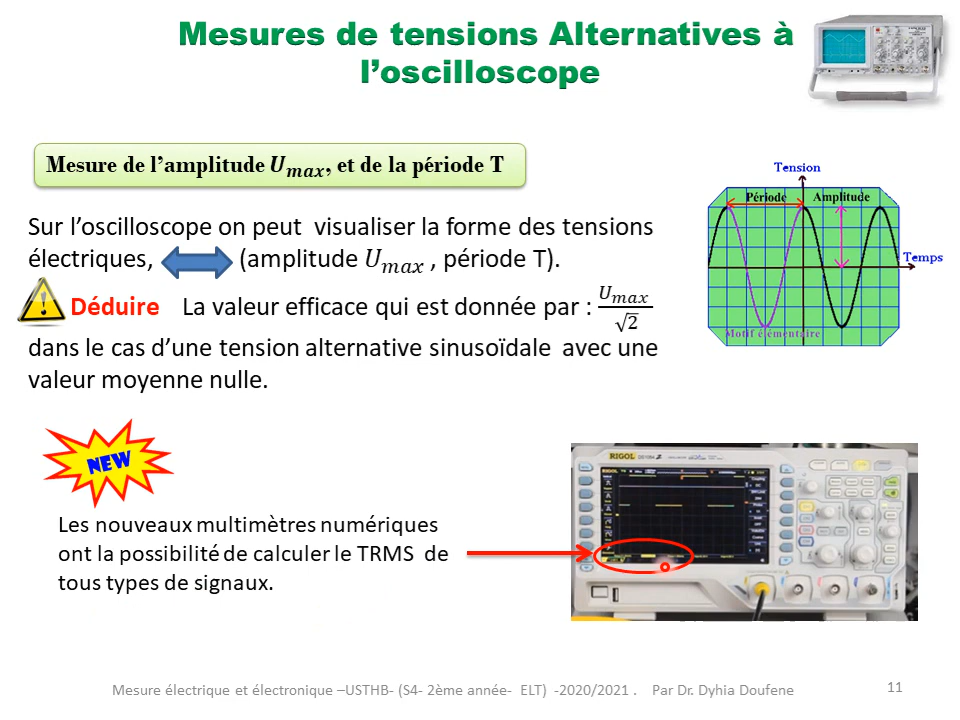 Mesures de tensions Alternatives à
l’oscilloscope
Mesure de l’amplitude 𝑼𝒎𝒂𝒙, et de la période T
Sur l’oscilloscope on peut visualiser la forme des tensions
électriques, (amplitude 𝑈𝑚𝑎𝑥 , période T).
Déduire La valeur efficace qui est donnée par : 𝑈𝑚𝑎𝑥/√2
dans le cas d’une tension alternative sinusoïdale avec une
valeur moyenne nulle.
Tension
Période Amplitude
Temps
Motif élémentaire
NEW
Les nouveaux multimètres numériques
ont la possibilité de calculer le TRMS de
tous types de signaux.
RIGOL
RIGOL
Mesure électrique et électronique –USTHB- (S4- 2ème année- ELT) -2020/2021 . Par Dr. Dyhia Doufene
11